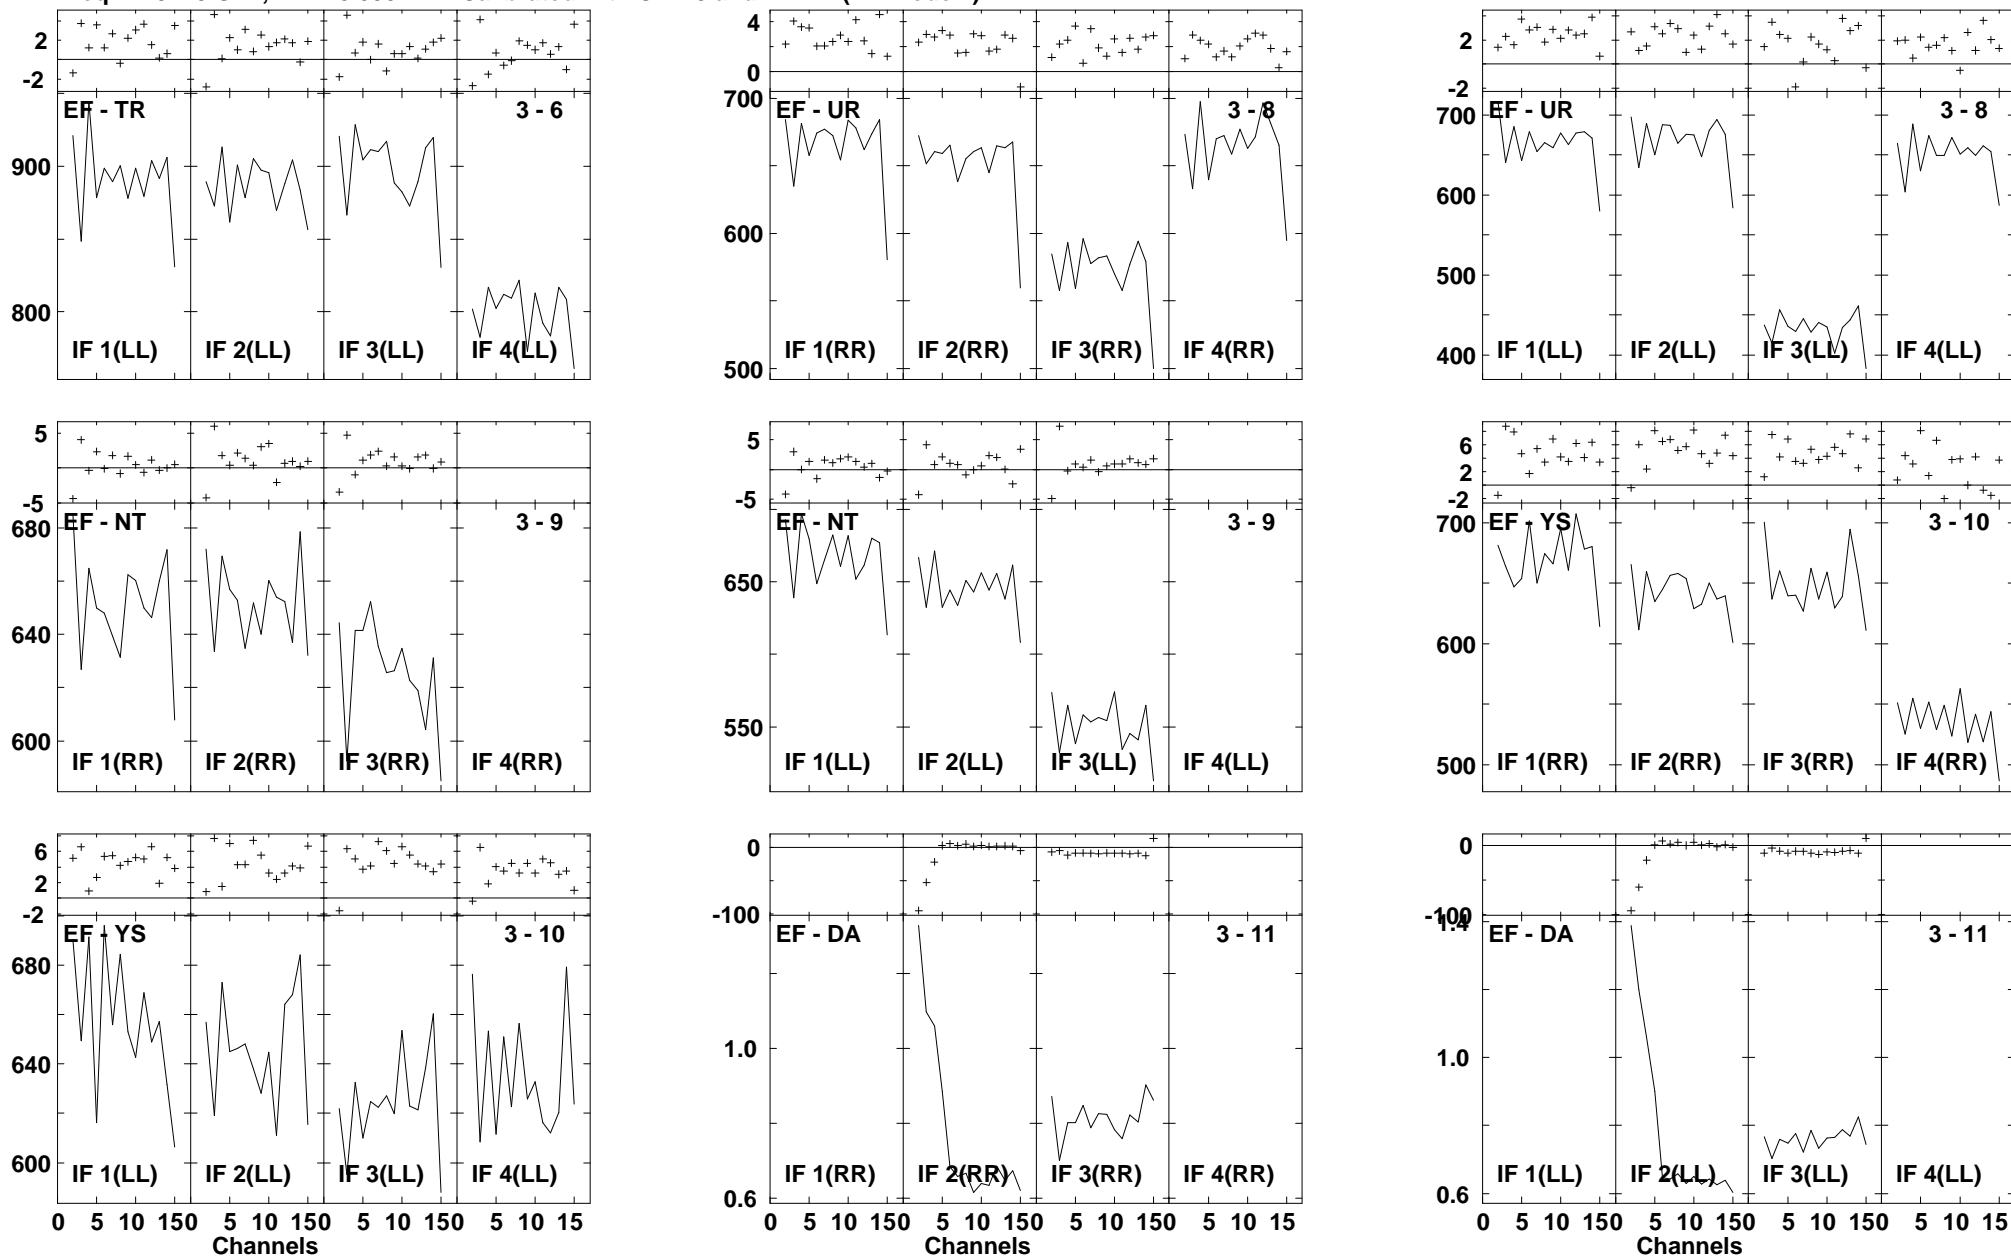 2
-2
EF - TR
3 - 6
900
800
IF 1(LL)
IF 2(LL)
IF 3(LL)
IF 4(LL)
4
0
700
EF - UR
3 - 8
600
500
IF 1(RR)
IF 2(RR)
IF 3(RR)
IF 4(RR)
2
-2
700
EF - UR
3 - 8
600
500
400
IF 1(LL)
IF 2(LL)
IF 3(LL)
IF 4(LL)
5
-5
680
EF - NT
3 - 9
640
600
IF 1(RR)
IF 2(RR)
IF 3(RR)
IF 4(RR)
5
-5
EF - NT
3 - 9
650
550
IF 1(LL)
IF 2(LL)
IF 3(LL)
IF 4(LL)
6
2
-2
700
EF - YS
3 - 10
600
500
IF 1(RR)
IF 2(RR)
IF 3(RR)
IF 4(RR)
6
2
-2
EF - YS
3 - 10
680
640
600
IF 1(LL)
IF 2(LL)
IF 3(LL)
IF 4(LL)
0 5 10 150 5 10 150 5 10 150 5 10 15
Channels
0
-100
EF - DA
3 - 11
1.0
0.6
IF 1(RR)
IF 2(RR)
IF 3(RR)
IF 4(RR)
0 5 10 150 5 10 150 5 10 150 5 10 15
Channels
0
-100
1.4
EF - DA
3 - 11
1.0
0.6
IF 1(LL)
IF 2(LL)
IF 3(LL)
IF 4(LL)
0 5 10 150 5 10 150 5 10 150 5 10 15
Channels